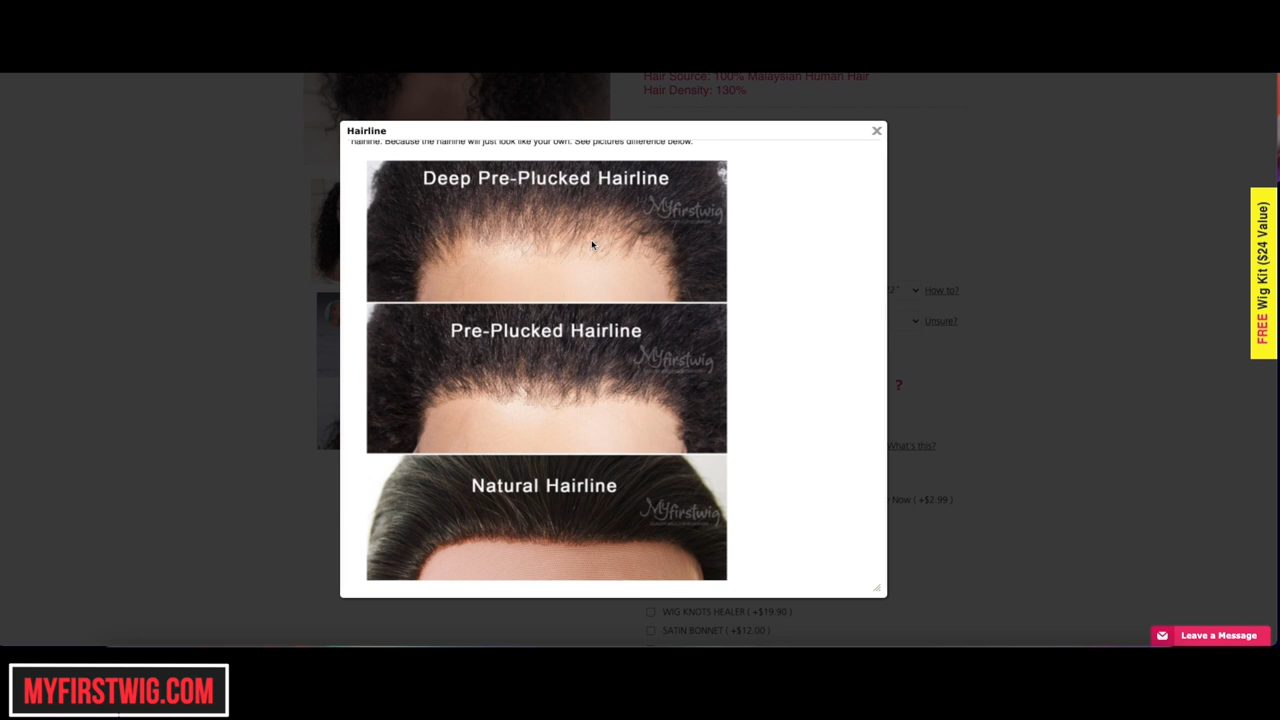 Hair Source: 100% Malaysian Human Hair
Hair Density: 130%
Hairline
hairline. Because the hairline will just look like your own. See pictures difference below.
Deep Pre-Plucked Hairline
Myfirstwig
Pre-Plucked Hairline
Myfirstwig
Natural Hairline
Myfirstwig
How to?
Unsure?
?
What's this?
Now ( +$2.99 )
WIG KNOTS HEALER ( +$19.90 )
SATIN BONNET ( +$12.00 )
FREE Wig Kit ($24 Value)
Leave a Message
MYFIRSTWIG.COM